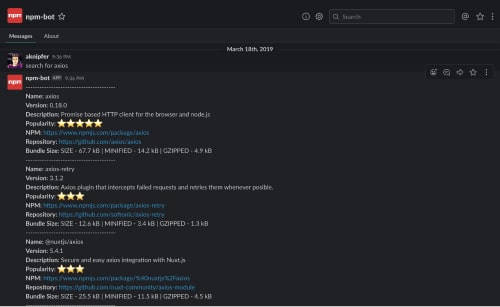 npm
npm-bot
Search
Messages
About
March 18th, 2019
aknipfer 9:36 PM
search for axios
npm
npm-bot APP 9:36 PM
----------------------------------------
Name: axios
Version: 0.18.0
Description: Promise based HTTP client for the browser and node.js
Popularity:
NPM: https://www.npmjs.com/package/axios
Repository: https://github.com/axios/axios
Bundle Size: SIZE - 67.7 kB | MINIFIED - 14.2 kB | GZIPPED - 4.9 kB
----------------------------------------
Name: axios-retry
Version: 3.1.2
Description: Axios plugin that intercepts failed requests and retries them whenever posible.
Popularity:
NPM: https://www.npmjs.com/package/axios-retry
Repository: https://github.com/softonic/axios-retry
Bundle Size: SIZE - 12.6 kB | MINIFIED - 3.4 kB | GZIPPED - 1.3 kB
----------------------------------------
Name: @nuxtjs/axios
Version: 5.4.1
Description: Secure and easy axios integration with Nuxt.js
Popularity:
NPM: https://www.npmjs.com/package/%40nuxtjs%2Faxios
Repository: https://github.com/nuxt-community/axios-module
Bundle Size: SIZE - 25.5 kB | MINIFIED - 11.5 kB | GZIPPED - 4.5 kB
----------------------------------------